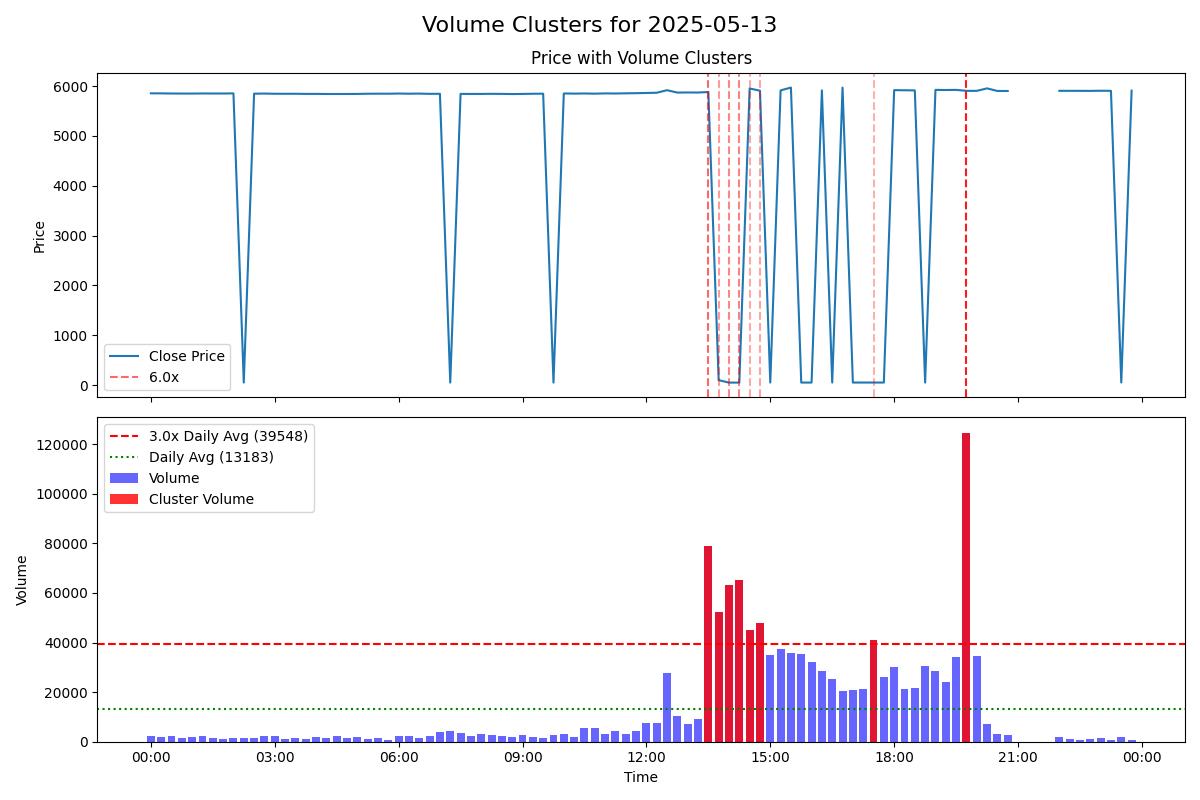 Volume Clusters for 2025-05-13
Price with Volume Clusters
6000
5000
4000
3000
2000
1000
0
Price
Close Price
6.0x
120000
100000
80000
60000
40000
20000
0
Volume
3.0x Daily Avg (39548)
Daily Avg (13183)
Volume
Cluster Volume
00:00 03:00 06:00 09:00 12:00 15:00 18:00 21:00 00:00
Time